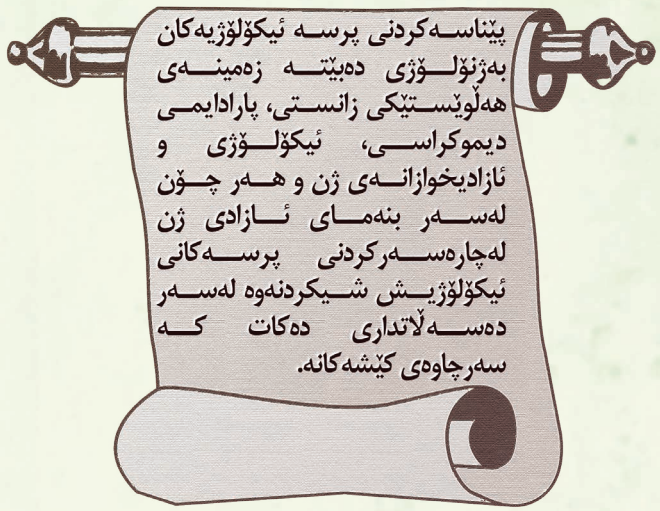 پێناسەکردنی پرسە ئیکۆلۆژیەکان
بەژنۆلۆژی دەبێتە زەمینەی
هەڵوێستێکی زانستی، پارادایمی
دیموکراسی، ئیکۆلۆژی و
ئازادیخوازانەی ژن و هەر چۆن
لەسەر بنەمای ئازادی ژن
لەچارەسەرکردنی پرسەکانی
ئیکۆلۆژیش شیکردنەوە لەسەر
دەسەڵاتداری دەکات کە
سەرچاوەی کێشەکانە.